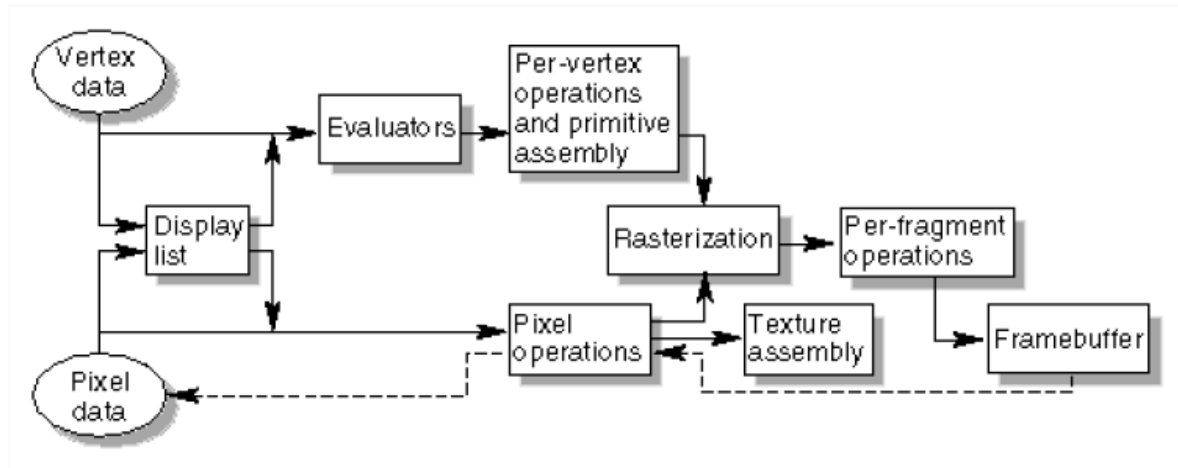 Vertex
data
Evaluators
Per-vertex
operations
and primitive
assembly
Display
list
Rasterization
Per-fragment
operations
Pixel
operations
Texture
assembly
Framebuffer
Pixel
data